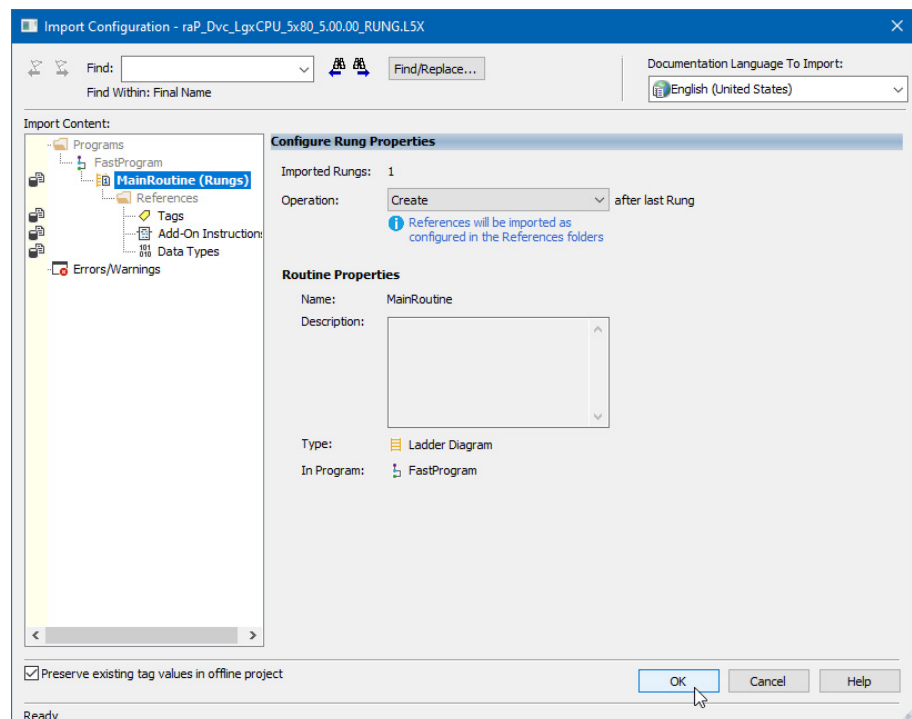 Import Configuration - raP_Dvc_LgxCPU_5x80_5.00.00_RUNG.L5X
Find:
Find/Replace...
Find Within: Final Name
Documentation Language To Import:
English (United States)
Import Content:
Programs
FastProgram
MainRoutine (Rungs)
References
Tags
Add-On Instructions
Data Types
Errors/Warnings
Configure Rung Properties
Imported Rungs: 1
Operation: Create after last Rung
References will be imported as
configured in the References folders
Routine Properties
Name: MainRoutine
Description:
Type: Ladder Diagram
In Program: FastProgram
Preserve existing tag values in offline project
OK Cancel Help
Ready